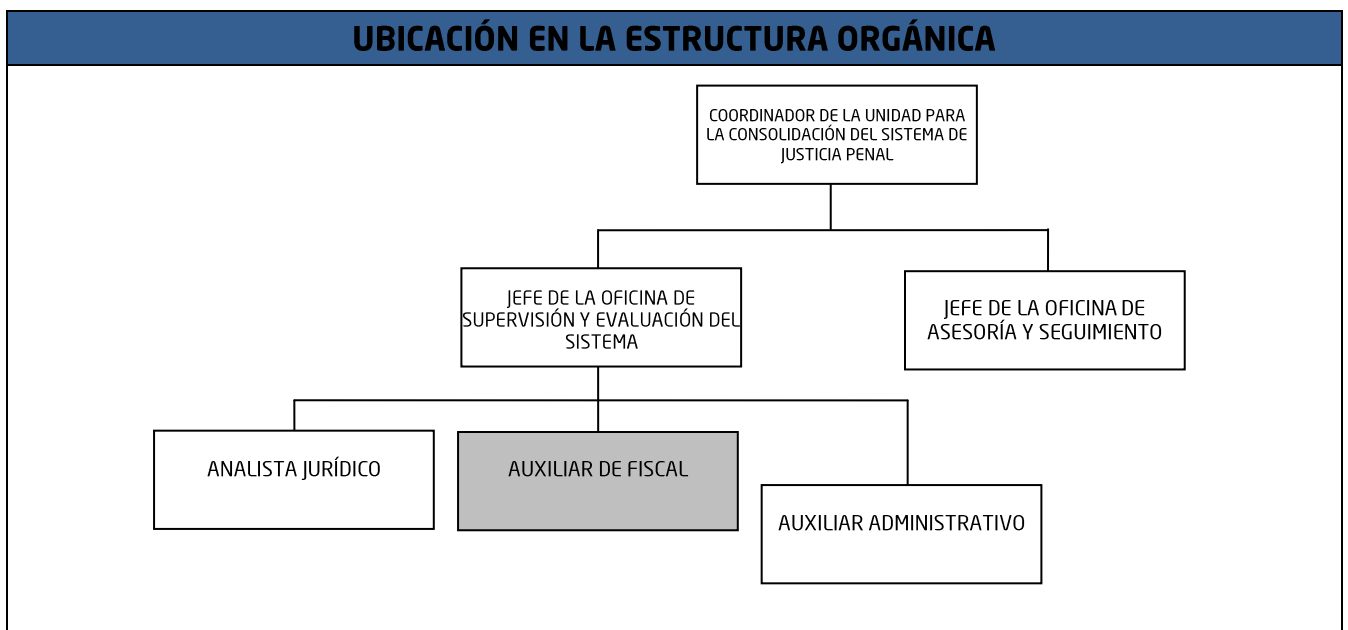 UBICACIÓN EN LA ESTRUCTURA ORGÁNICA
COORDINADOR DE LA UNIDAD PARA
LA CONSOLIDACIÓN DEL SISTEMA DE
JUSTICIA PENAL
JEFE DE LA OFICINA DE
SUPERVISIÓN Y EVALUACIÓN DEL
SISTEMA
JEFE DE LA OFICINA DE
ASESORÍA Y SEGUIMIENTO
ANALISTA JURÍDICO
AUXILIAR DE FISCAL
AUXILIAR ADMINISTRATIVO